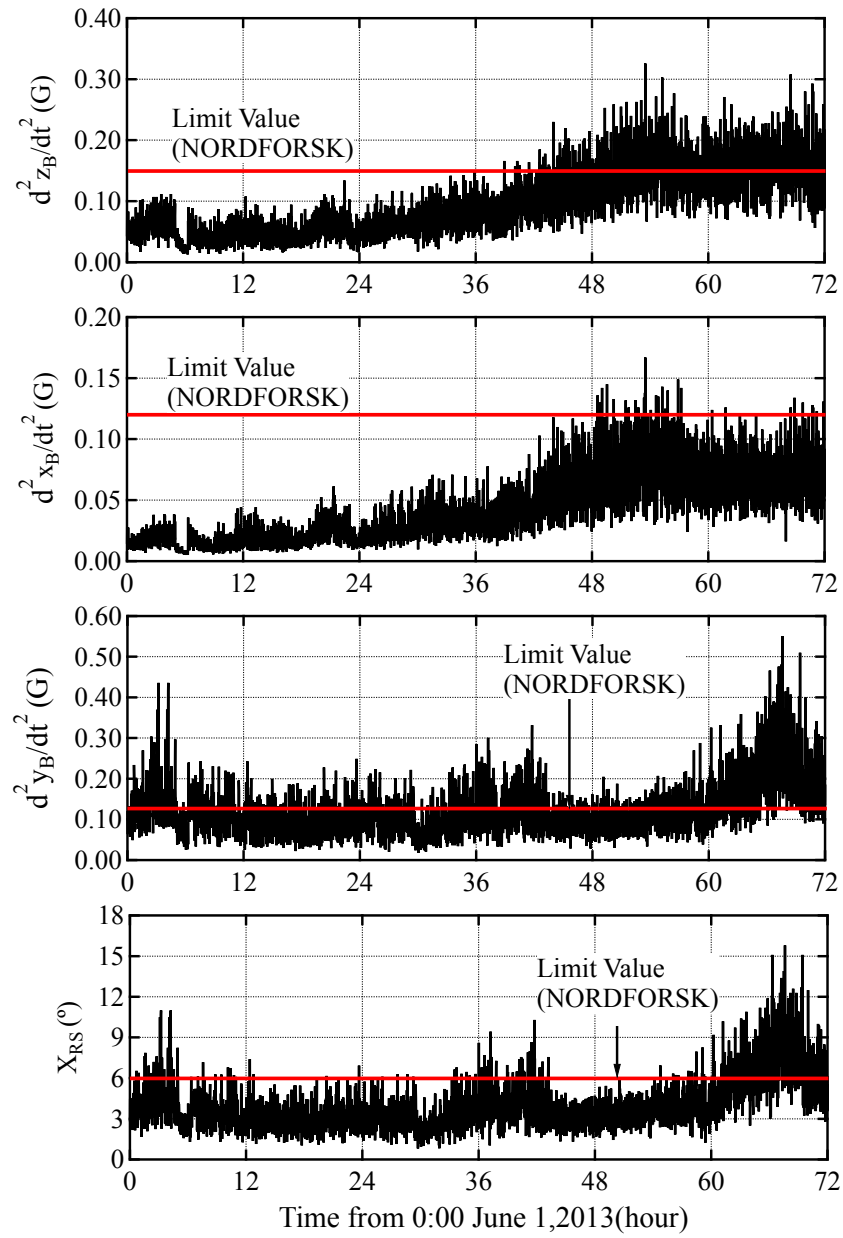 0.40
0.30
0.20
0.10
0.00
d²z_B/dt² (G)
Limit Value
(NORDFORSK)
0 12 24 36 48 60 72
0.20
0.15
0.10
0.05
0.00
d²x_B/dt² (G)
Limit Value
(NORDFORSK)
0 12 24 36 48 60 72
0.60
0.50
0.40
0.30
0.20
0.10
0.00
d²y_B/dt² (G)
Limit Value
(NORDFORSK)
0 12 24 36 48 60 72
18
15
12
9
6
3
0
X_RS (º)
Limit Value
(NORDFORSK)
0 12 24 36 48 60 72
Time from 0:00 June 1,2013(hour)